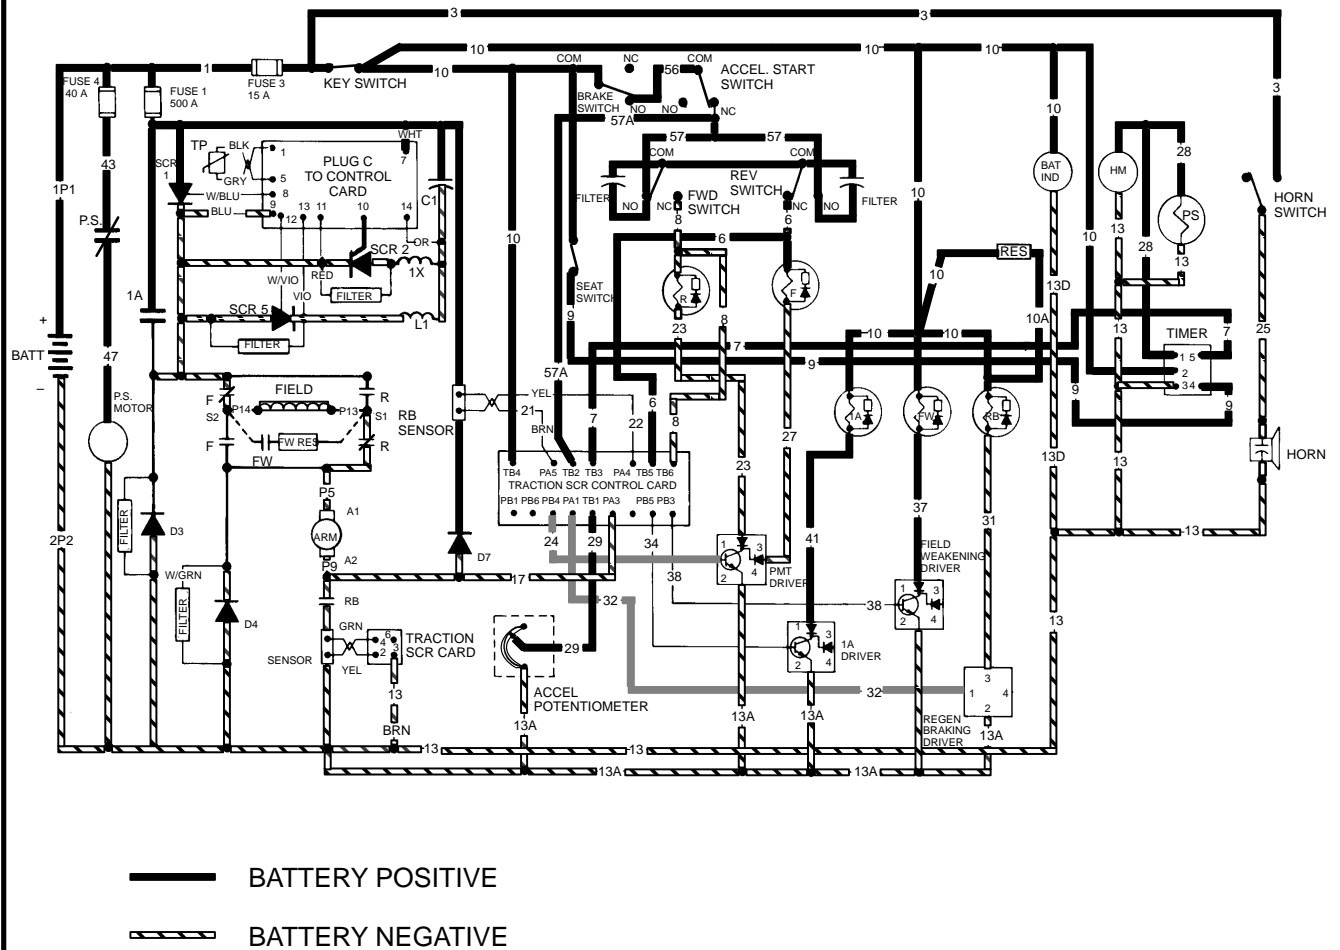 3 3
10 10 10
1 10
FUSE 4
40 A
FUSE 1
500 A
FUSE 3
15 A
KEY SWITCH
COM NC COM
56
ACCEL. START
SWITCH
BRAKE
SWITCH
NO NO NC
57A
57 57
3
10
TP BLK WHT
GRY
1 7
PLUG C
TO CONTROL
CARD
5
8
9
12 13 11 10 14
SCR
1
W/BLU
BLU
C1
OR
43
1P1
P.S.
COM COM
FILTER
REV
SWITCH
FILTER
NO NC
FWD
SWITCH
NC NO
8 6
BAT
IND
HM
28
PS
HORN
SWITCH
10
10
10
13 28 13
SCR 2
RED
1X
W/VIO
VIO
FILTER
1A
SCR 5
L1
FILTER
6
R F
SEAT
SWITCH
9
23 8
10
RES
10A
13D
13
25
+
BATT
–
47
P.S.
MOTOR
10 10
7
9
TIMER
1 5
2
3 4
7
9
9
FIELD
F R
S2 P14 P13 S1
F R
FW RES
FW
RB
SENSOR
YEL
21
BRN
22
57A
7
6
8
1A FW RB
27
HORN
13D
13
TB4 PA5 TB2 TB3 PA4 TB5 TB6
TRACTION SCR CONTROL CARD
PB1 PB6 PB4 PA1 TB1 PA3 PB5 PB3
23
37
31
P5
A1
ARM
A2
P9
FILTER
D3
2P2
D7
17
24 29 34
38
32
41
1 3
2 4
PMT
DRIVER
FIELD
WEAKENING
DRIVER
13
W/GRN
FILTER
D4
RB
GRN
SENSOR
YEL
6
4
2 3
TRACTION
SCR CARD
13
BRN
29
ACCEL
POTENTIOMETER
13A
38
1 3
2 4
1 3
2 4
1A
DRIVER
13
32
3
1 4
2
REGEN
BRAKING
DRIVER
13A
13A 13A
13 13
13A 13A
BATTERY POSITIVE
BATTERY NEGATIVE